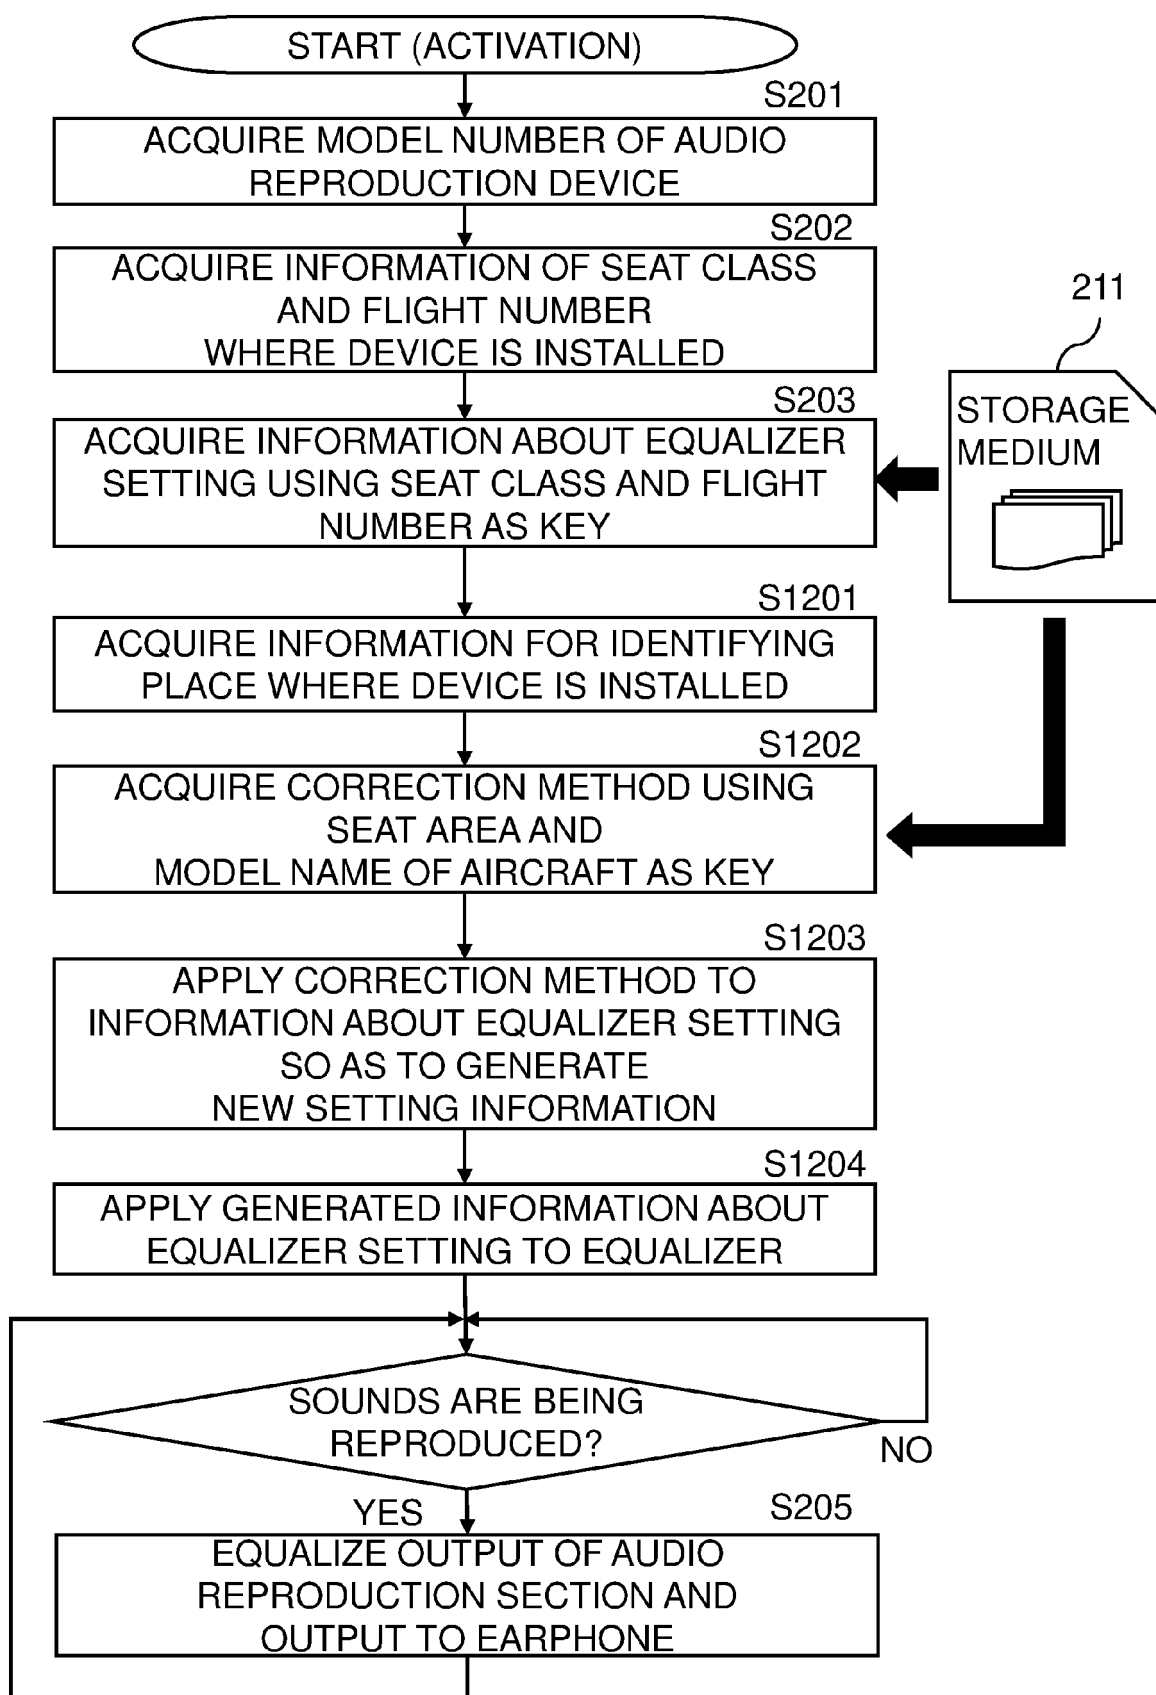 START (ACTIVATION)
S201
ACQUIRE MODEL NUMBER OF AUDIO
REPRODUCTION DEVICE
S202
ACQUIRE INFORMATION OF SEAT CLASS
AND FLIGHT NUMBER
WHERE DEVICE IS INSTALLED
211
STORAGE
MEDIUM
S203
ACQUIRE INFORMATION ABOUT EQUALIZER
SETTING USING SEAT CLASS AND FLIGHT
NUMBER AS KEY
S1201
ACQUIRE INFORMATION FOR IDENTIFYING
PLACE WHERE DEVICE IS INSTALLED
S1202
ACQUIRE CORRECTION METHOD USING
SEAT AREA AND
MODEL NAME OF AIRCRAFT AS KEY
S1203
APPLY CORRECTION METHOD TO
INFORMATION ABOUT EQUALIZER SETTING
SO AS TO GENERATE
NEW SETTING INFORMATION
S1204
APPLY GENERATED INFORMATION ABOUT
EQUALIZER SETTING TO EQUALIZER
SOUNDS ARE BEING
REPRODUCED?
NO
YES
S205
EQUALIZE OUTPUT OF AUDIO
REPRODUCTION SECTION AND
OUTPUT TO EARPHONE